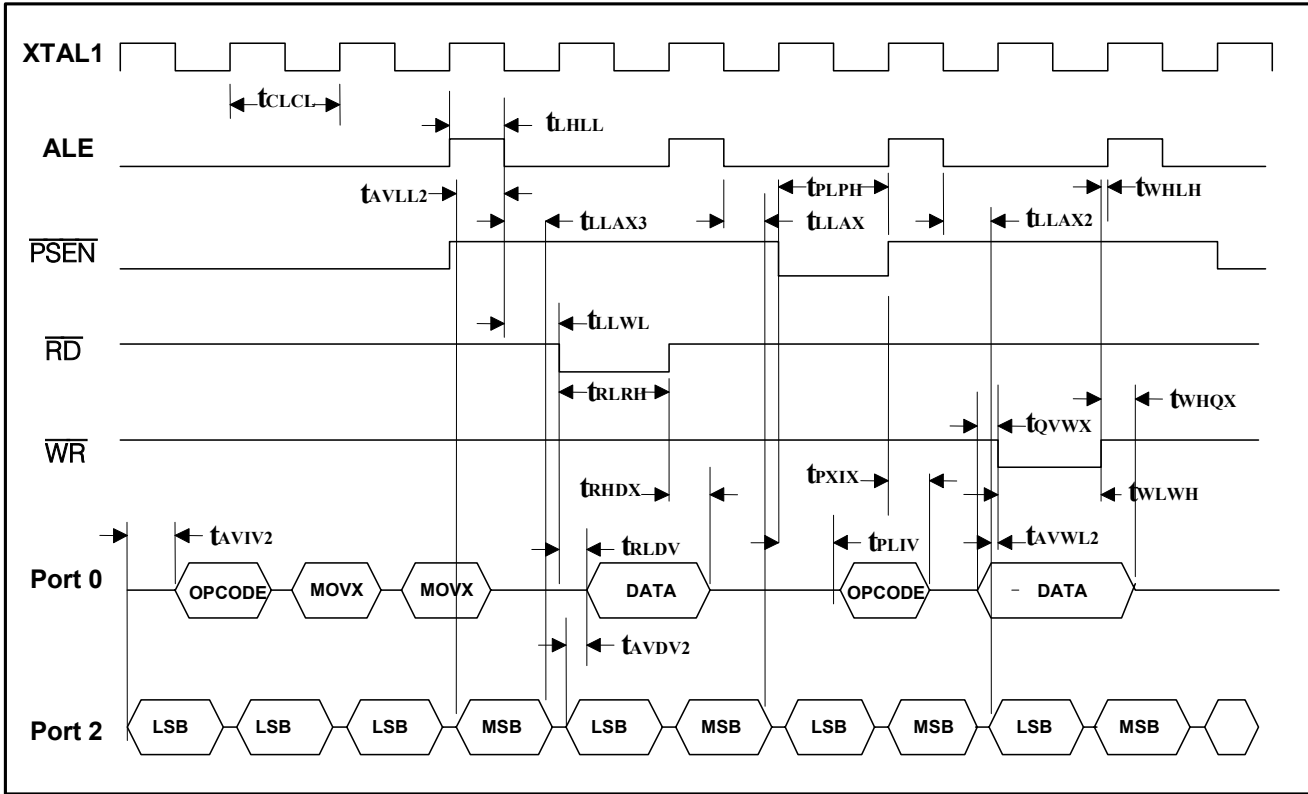 XTAL1
tCLCL
tLHLL
ALE
tAVLL2 tPLPH tWHLH
tLLAX3 tLLAX tLLAX2
PSEN
tLLWL
RD
tRLRH
tWHQX
tQVWX
WR
tRHDX tPXIX tWLWH
tAVIV2 tRLDV tPLIV tAVWL2
Port 0 OPCODE MOVX MOVX DATA OPCODE DATA
tAVDV2
Port 2 LSB LSB LSB MSB LSB MSB LSB MSB LSB MSB